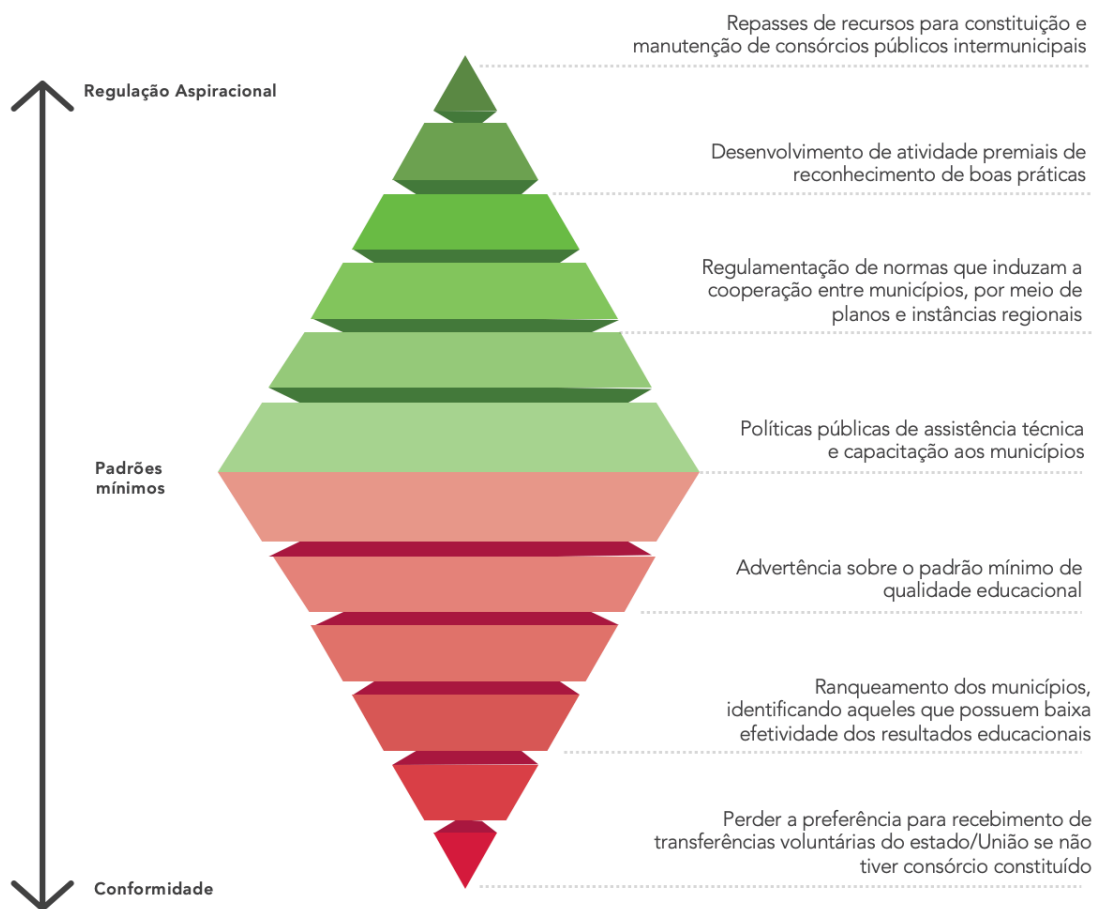 Repasses de recursos para constituição e
manutenção de consórcios públicos intermunicipais
Regulação Aspiracional
Desenvolvimento de atividade premiais de
reconhecimento de boas práticas
Regulamentação de normas que induzam a
cooperação entre municípios, por meio de
planos e instâncias regionais
Políticas públicas de assistência técnica
e capacitação aos municípios
Padrões
mínimos
Advertência sobre o padrão mínimo de
qualidade educacional
Ranqueamento dos municípios,
identificando aqueles que possuem baixa
efetividade dos resultados educacionais
Perder a preferência para recebimento de
transferências voluntárias do estado/União se não
tiver consórcio constituído
Conformidade